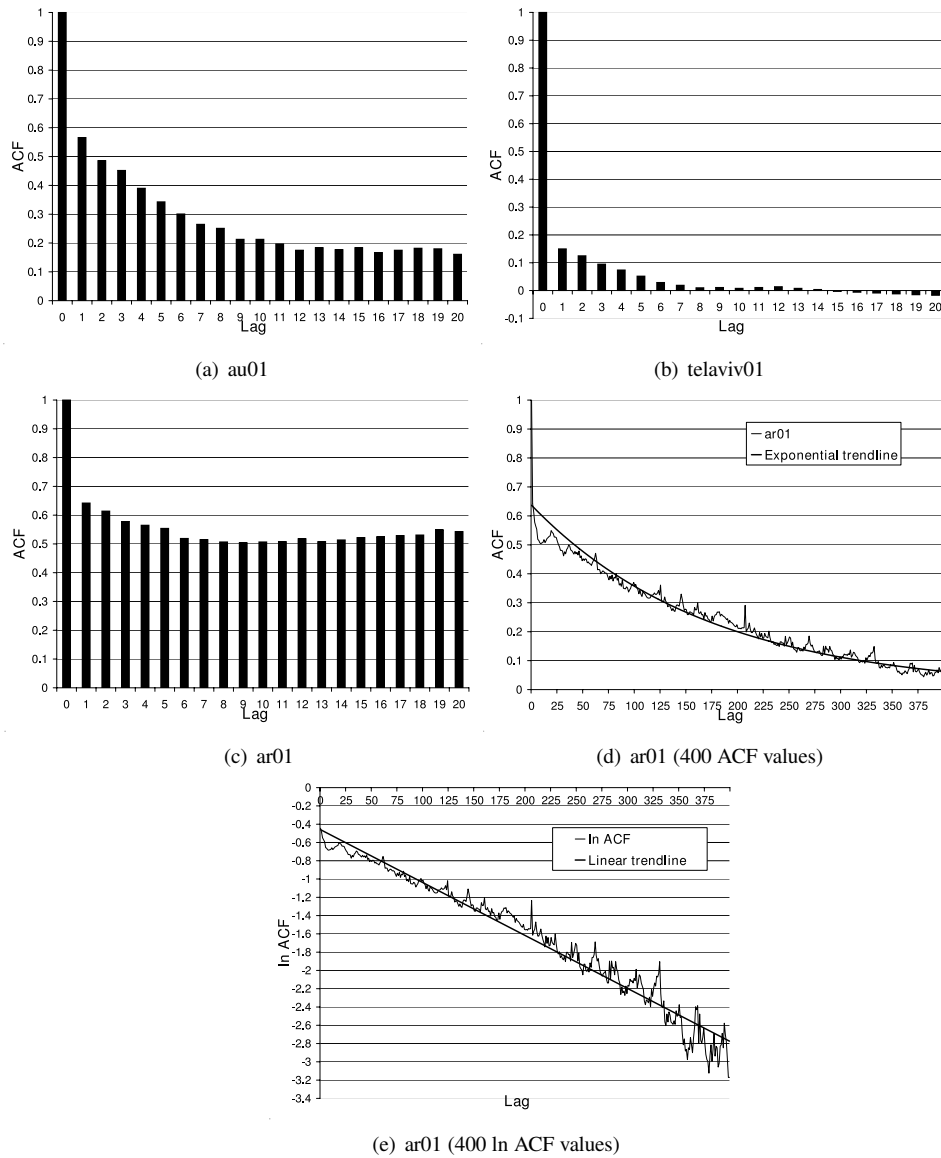 1
0.9
0.8
0.7
0.6
0.5
0.4
0.3
0.2
0.1
0
ACF
0 1 2 3 4 5 6 7 8 9 10 11 12 13 14 15 16 17 18 19 20
Lag
(a) au01
1
0.9
0.8
0.7
0.6
0.5
0.4
0.3
0.2
0.1
0
-0.1
ACF
0 1 2 3 4 5 6 7 8 9 10 11 12 13 14 15 16 17 18 19 20
Lag
(b) telaviv01
1
0.9
0.8
0.7
0.6
0.5
0.4
0.3
0.2
0.1
0
ACF
0 1 2 3 4 5 6 7 8 9 10 11 12 13 14 15 16 17 18 19 20
Lag
(c) ar01
1
0.9
0.8
0.7
0.6
0.5
0.4
0.3
0.2
0.1
0
ACF
ar01
Exponential trendline
0 25 50 75 100 125 150 175 200 225 250 275 300 325 350 375
Lag
(d) ar01 (400 ACF values)
0
-0.2
-0.4
-0.6
-0.8
-1
-1.2
-1.4
-1.6
-1.8
-2
-2.2
-2.4
-2.6
-2.8
-3
-3.2
-3.4
ln ACF
0 25 50 75 100 125 150 175 200 225 250 275 300 325 350 375
ln ACF
Linear trendline
Lag
(e) ar01 (400 ln ACF values)